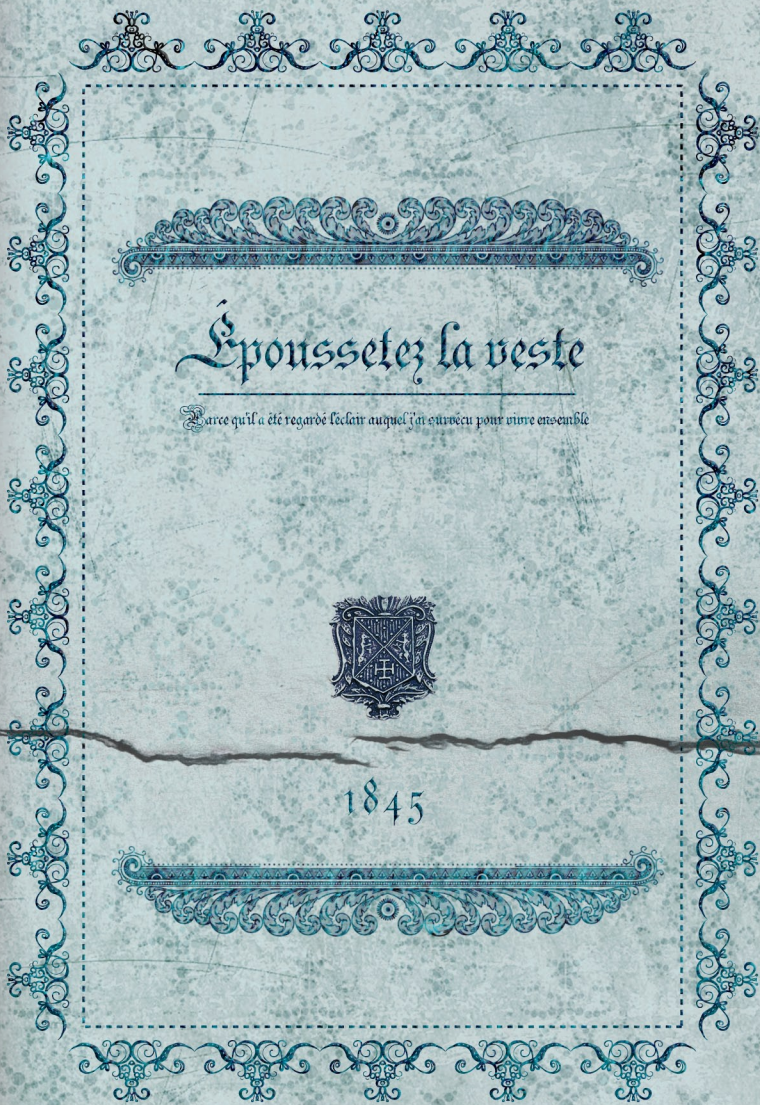 Époussetez la veste
Parce qu'il a été regardé l'éclair auquel j'ai survécu pour vivre ensemble
1845